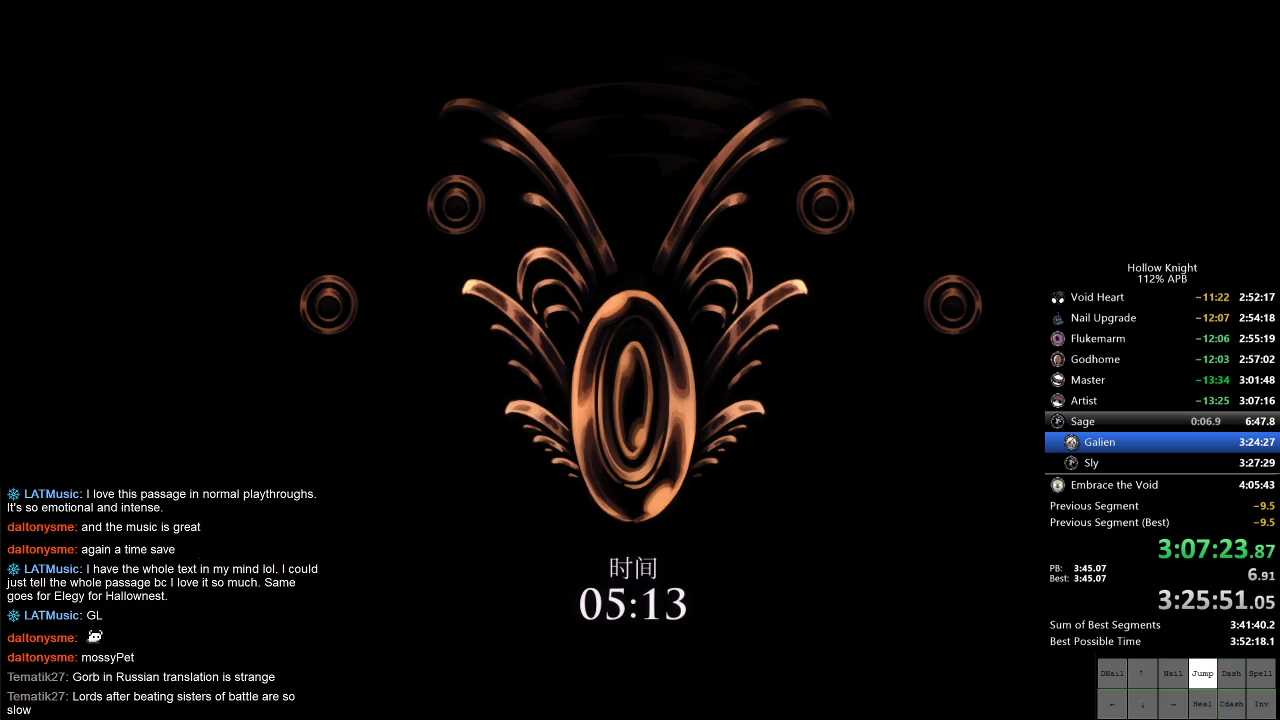 时间
05:13
LATMusic: I love this passage in normal playthroughs.
It's so emotional and intense.
daltonysme: and the music is great
daltonysme: again a time save
LATMusic: I have the whole text in my mind lol. I could
just tell the whole passage bc I love it so much. Same
goes for Elegy for Hallownest.
LATMusic: GL
daltonysme:
daltonysme: mossyPet
Tematik27: Gorb in Russian translation is strange
Tematik27: Lords after beating sisters of battle are so
slow
Hollow Knight
112% APB
Void Heart −11:22 2:52:17
Nail Upgrade −12:07 2:54:18
Flukemarm −12:06 2:55:19
Godhome −12:03 2:57:02
Master −13:34 3:01:48
Artist −13:25 3:07:16
Sage 0:06.9 6:47.8
Galien 3:24:27
Sly 3:27:29
Embrace the Void 4:05:43
Previous Segment −9.5
Previous Segment (Best) −9.5
3:07:23.87
PB: 3:45.07
Best: 3:45.07
6.91
3:25:51.05
Sum of Best Segments 3:41:40.2
Best Possible Time 3:52:18.1
DNail ↑ Nail Jump Dash Spell
← ↓ → Heal Cdash Inv